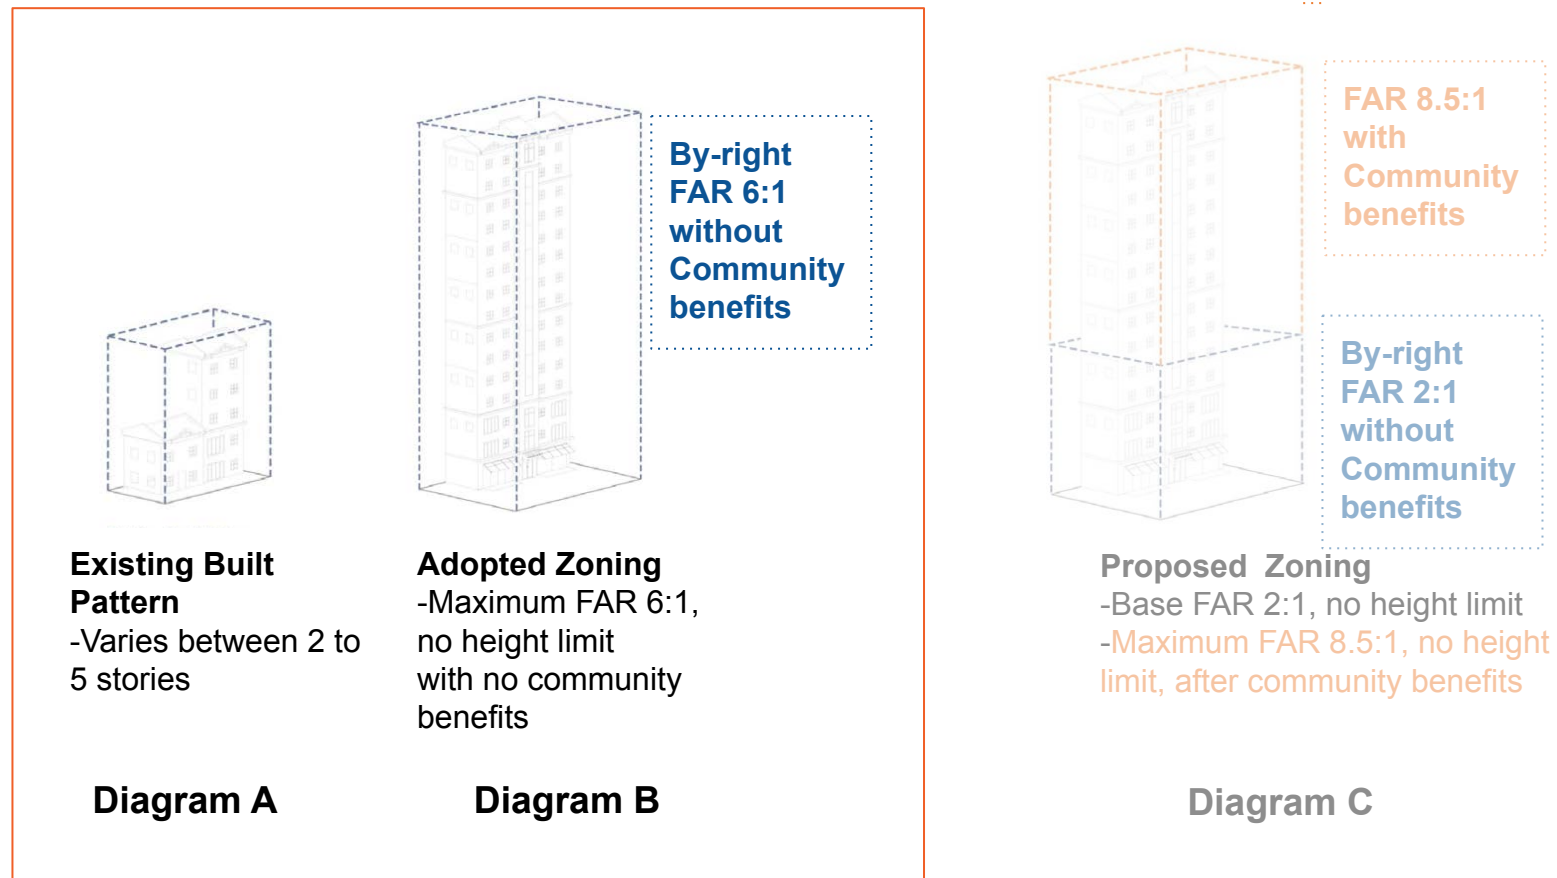 By-right
FAR 6:1
without
Community
benefits
Existing Built
Pattern
-Varies between 2 to
5 stories
Diagram A
Adopted Zoning
-Maximum FAR 6:1,
no height limit
with no community
benefits
Diagram B
FAR 8.5:1
with
Community
benefits
By-right
FAR 2:1
without
Community
benefits
Proposed  Zoning
-Base FAR 2:1, no height limit
-Maximum FAR 8.5:1, no height
limit, after community benefits
Diagram C